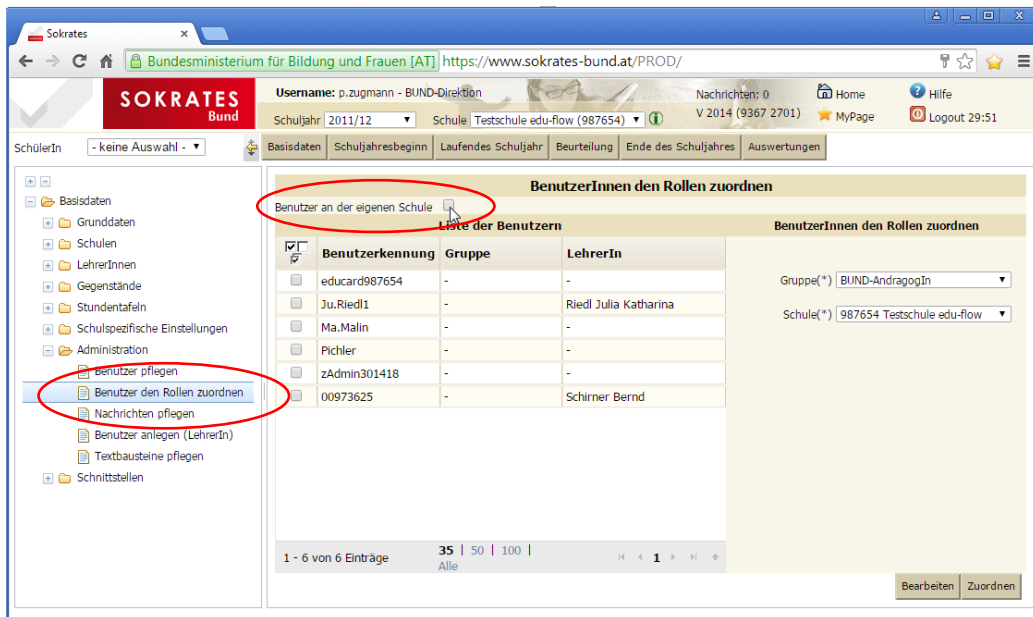 Sokrates
Bundesministerium für Bildung und Frauen [AT] https://www.sokrates-bund.at/PROD/
SOKRATES
Bund
Username: p.zugmann - BUND-Direktion
Nachrichten: 0
Home
Hilfe
Schuljahr 2011/12 Schule Testschule edu-flow (987654)
V 2014 (9367 2701)
MyPage
Logout 29:51
SchülerIn - keine Auswahl -
Basisdaten Schuljahresbeginn Laufendes Schuljahr Beurteilung Ende des Schuljahres Auswertungen
Basisdaten
Grunddaten
Schulen
LehrerInnen
Gegenstände
Stundentafeln
Schulspezifische Einstellungen
Administration
Benutzer pflegen
Benutzer den Rollen zuordnen
Nachrichten pflegen
Benutzer anlegen (LehrerIn)
Textbausteine pflegen
Schnittstellen
BenutzerInnen den Rollen zuordnen
Benutzer an der eigenen Schule
Liste der Benutzern
Benutzerkennung Gruppe LehrerIn
educard987654 - -
Ju.Riedl1 - Riedl Julia Katharina
Ma.Malin - -
Pichler - -
zAdmin301418 - -
00973625 - Schirner Bernd
1 - 6 von 6 Einträge
35 | 50 | 100 |
Alle
1
BenutzerInnen den Rollen zuordnen
Gruppe(*) BUND-AndragogIn
Schule(*) 987654 Testschule edu-flow
Bearbeiten Zuordnen